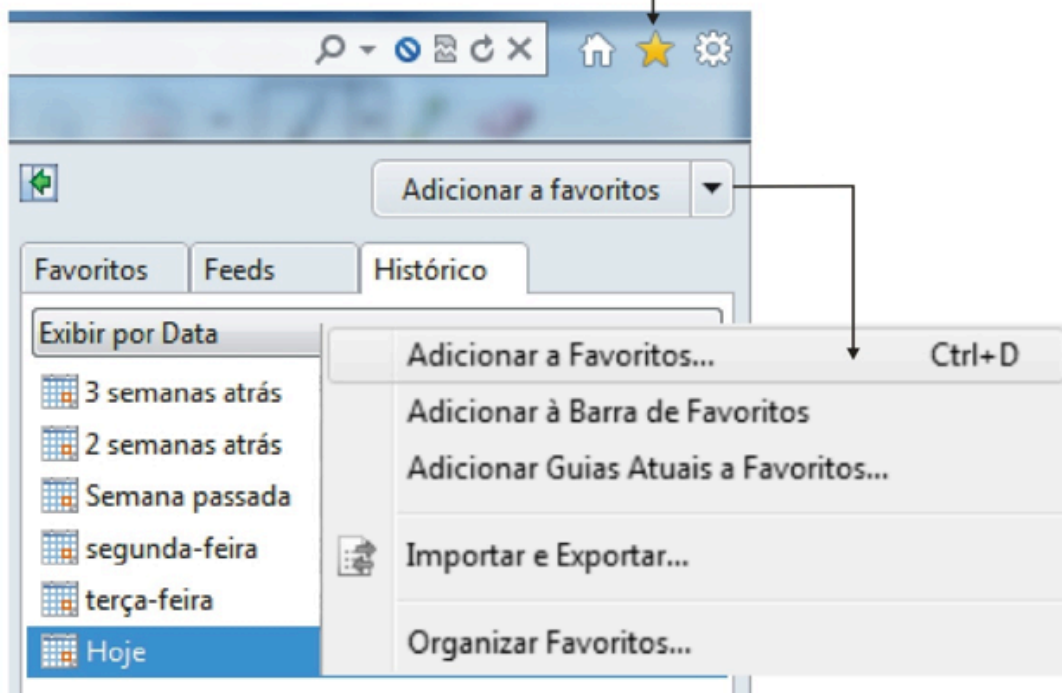 Adicionar a favoritos
Favoritos Feeds Histórico
Exibir por Data
3 semanas atrás
2 semanas atrás
Semana passada
segunda-feira
terça-feira
Hoje
Adicionar a Favoritos... Ctrl+D
Adicionar à Barra de Favoritos
Adicionar Guias Atuais a Favoritos...
Importar e Exportar...
Organizar Favoritos...